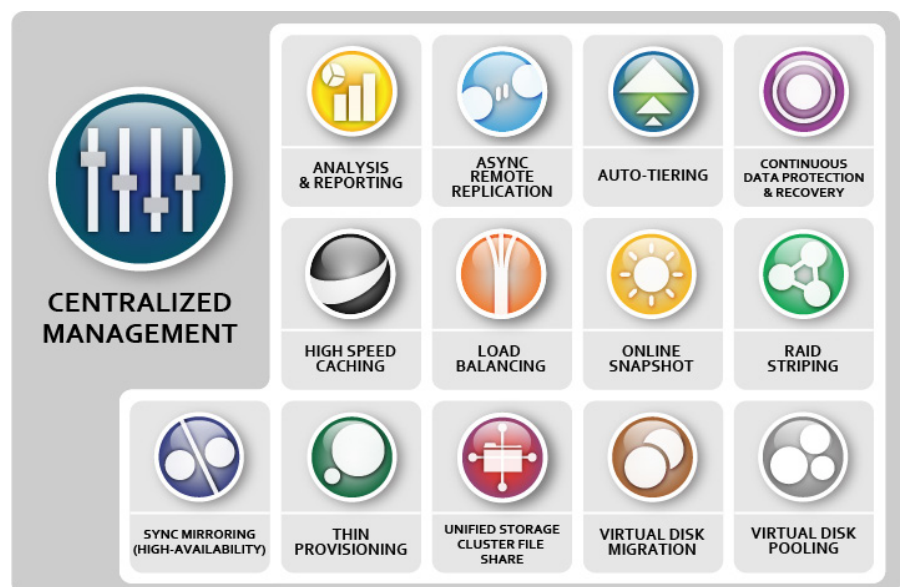 CENTRALIZED
MANAGEMENT
ANALYSIS
& REPORTING
ASYNC
REMOTE
REPLICATION
AUTO-TIERING
CONTINUOUS
DATA PROTECTION
& RECOVERY
HIGH SPEED
CACHING
LOAD
BALANCING
ONLINE
SNAPSHOT
RAID
STRIPING
SYNC MIRRORING
(HIGH-AVAILABILITY)
THIN
PROVISIONING
UNIFIED STORAGE
CLUSTER FILE
SHARE
VIRTUAL DISK
MIGRATION
VIRTUAL DISK
POOLING